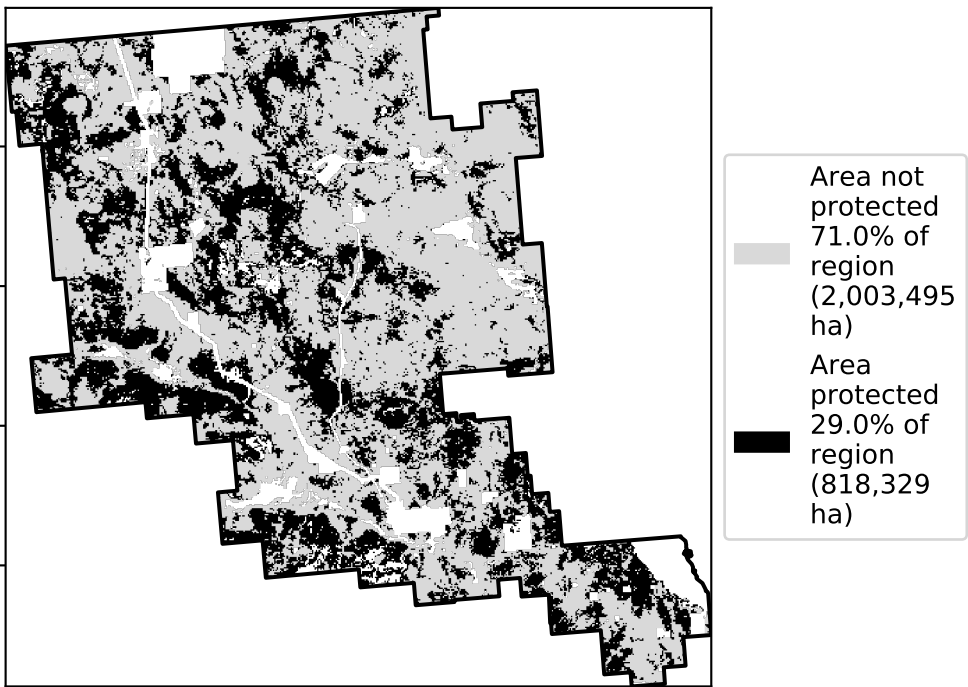 Area not
protected
71.0% of
region
(2,003,495
ha)
Area
protected
29.0% of
region
(818,329
ha)